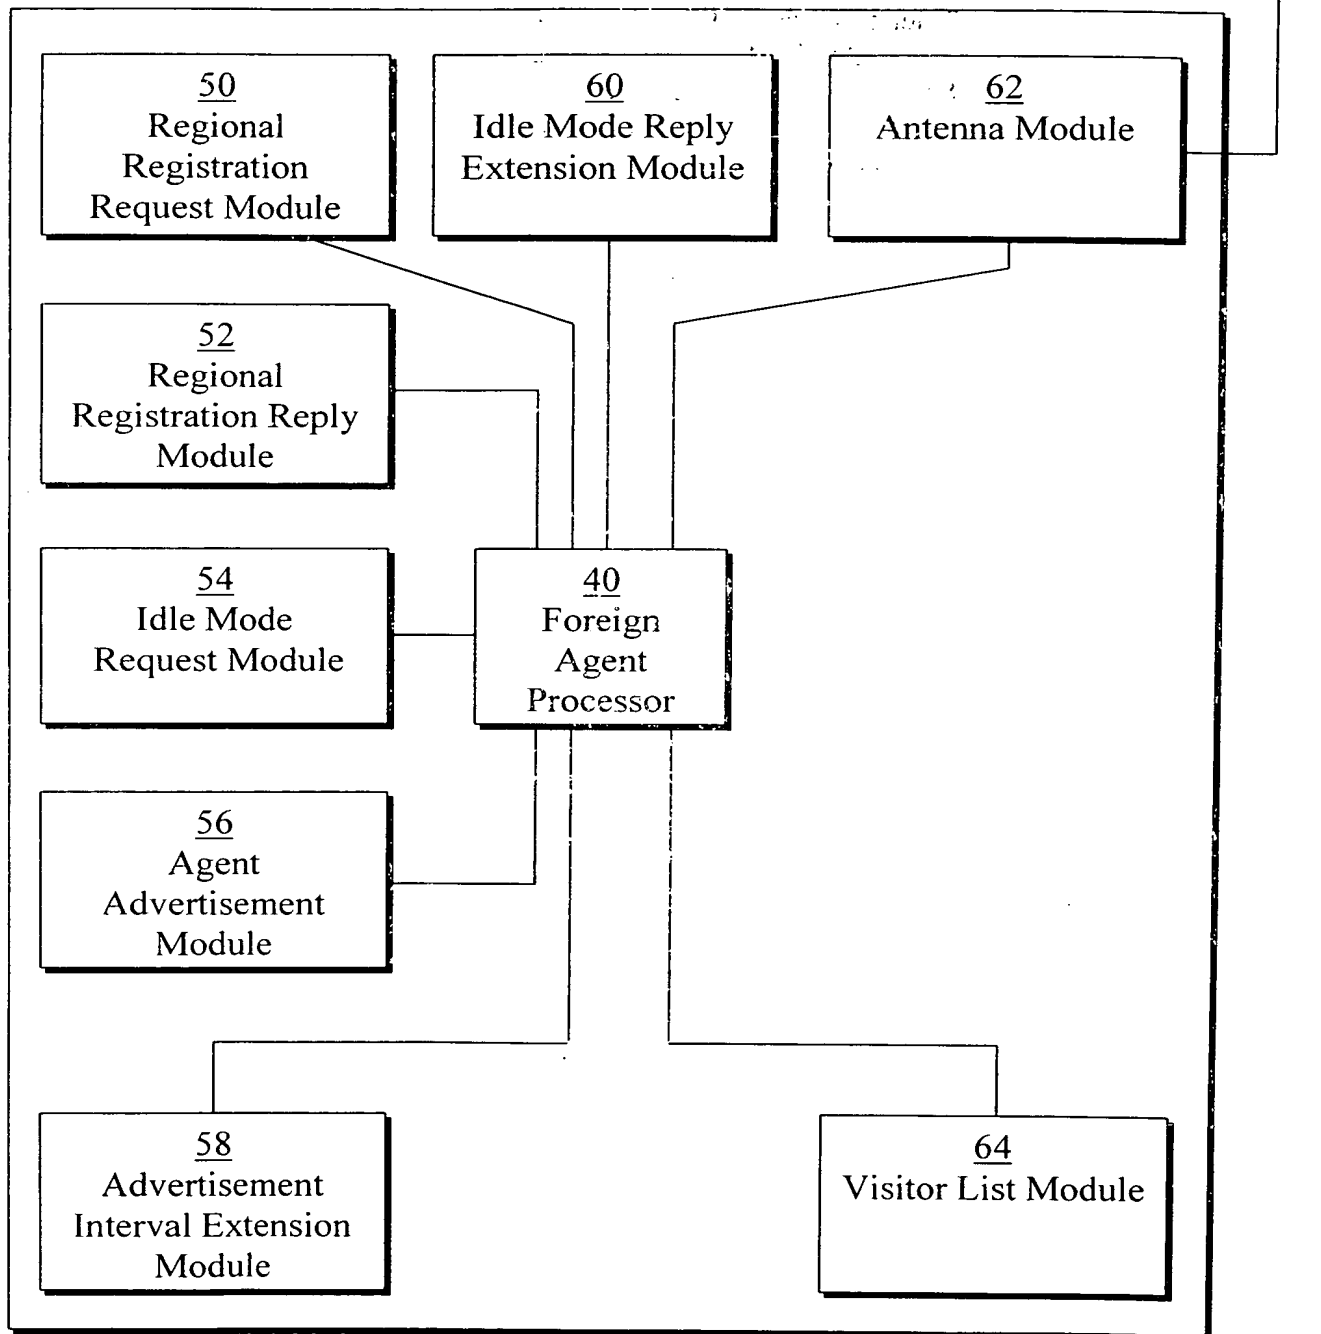 50
Regional
Registration
Request Module
60
Idle Mode Reply
Extension Module
62
Antenna Module
52
Regional
Registration Reply
Module
54
Idle Mode
Request Module
40
Foreign
Agent
Processor
56
Agent
Advertisement
Module
58
Advertisement
Interval Extension
Module
64
Visitor List Module